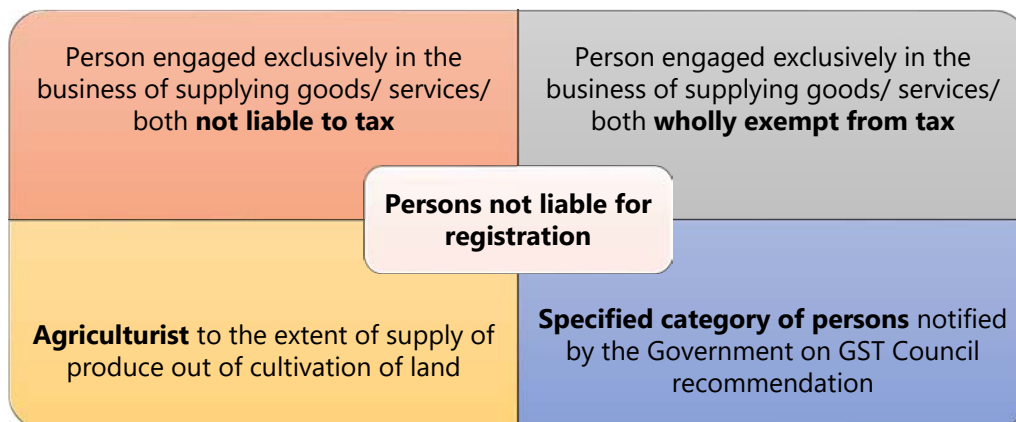 Person engaged exclusively in the
business of supplying goods/ services/
both not liable to tax
Person engaged exclusively in the
business of supplying goods/ services/
both wholly exempt from tax
Persons not liable for
registration
Agriculturist to the extent of supply of
produce out of cultivation of land
Specified category of persons notified
by the Government on GST Council
recommendation